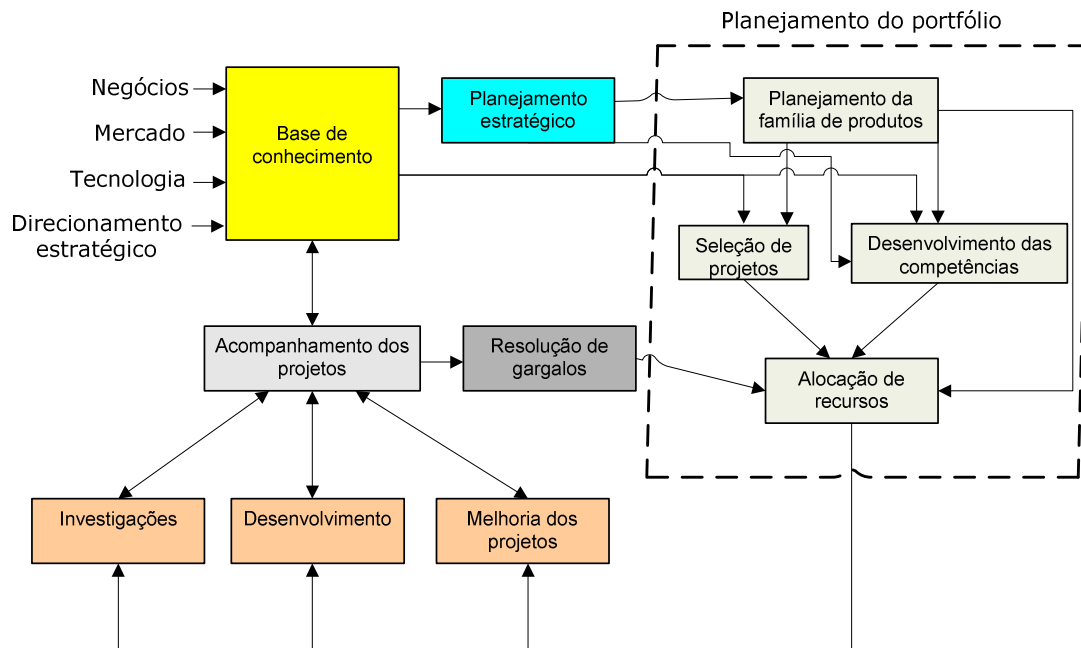 Planejamento do portfólio
Negócios
Mercado
Tecnologia
Direcionamento
estratégico
Base de
conhecimento
Planejamento
estratégico
Planejamento da
família de produtos
Seleção de
projetos
Desenvolvimento das
competências
Acompanhamento dos
projetos
Resolução de
gargalos
Alocação de
recursos
Investigações
Desenvolvimento
Melhoria dos
projetos